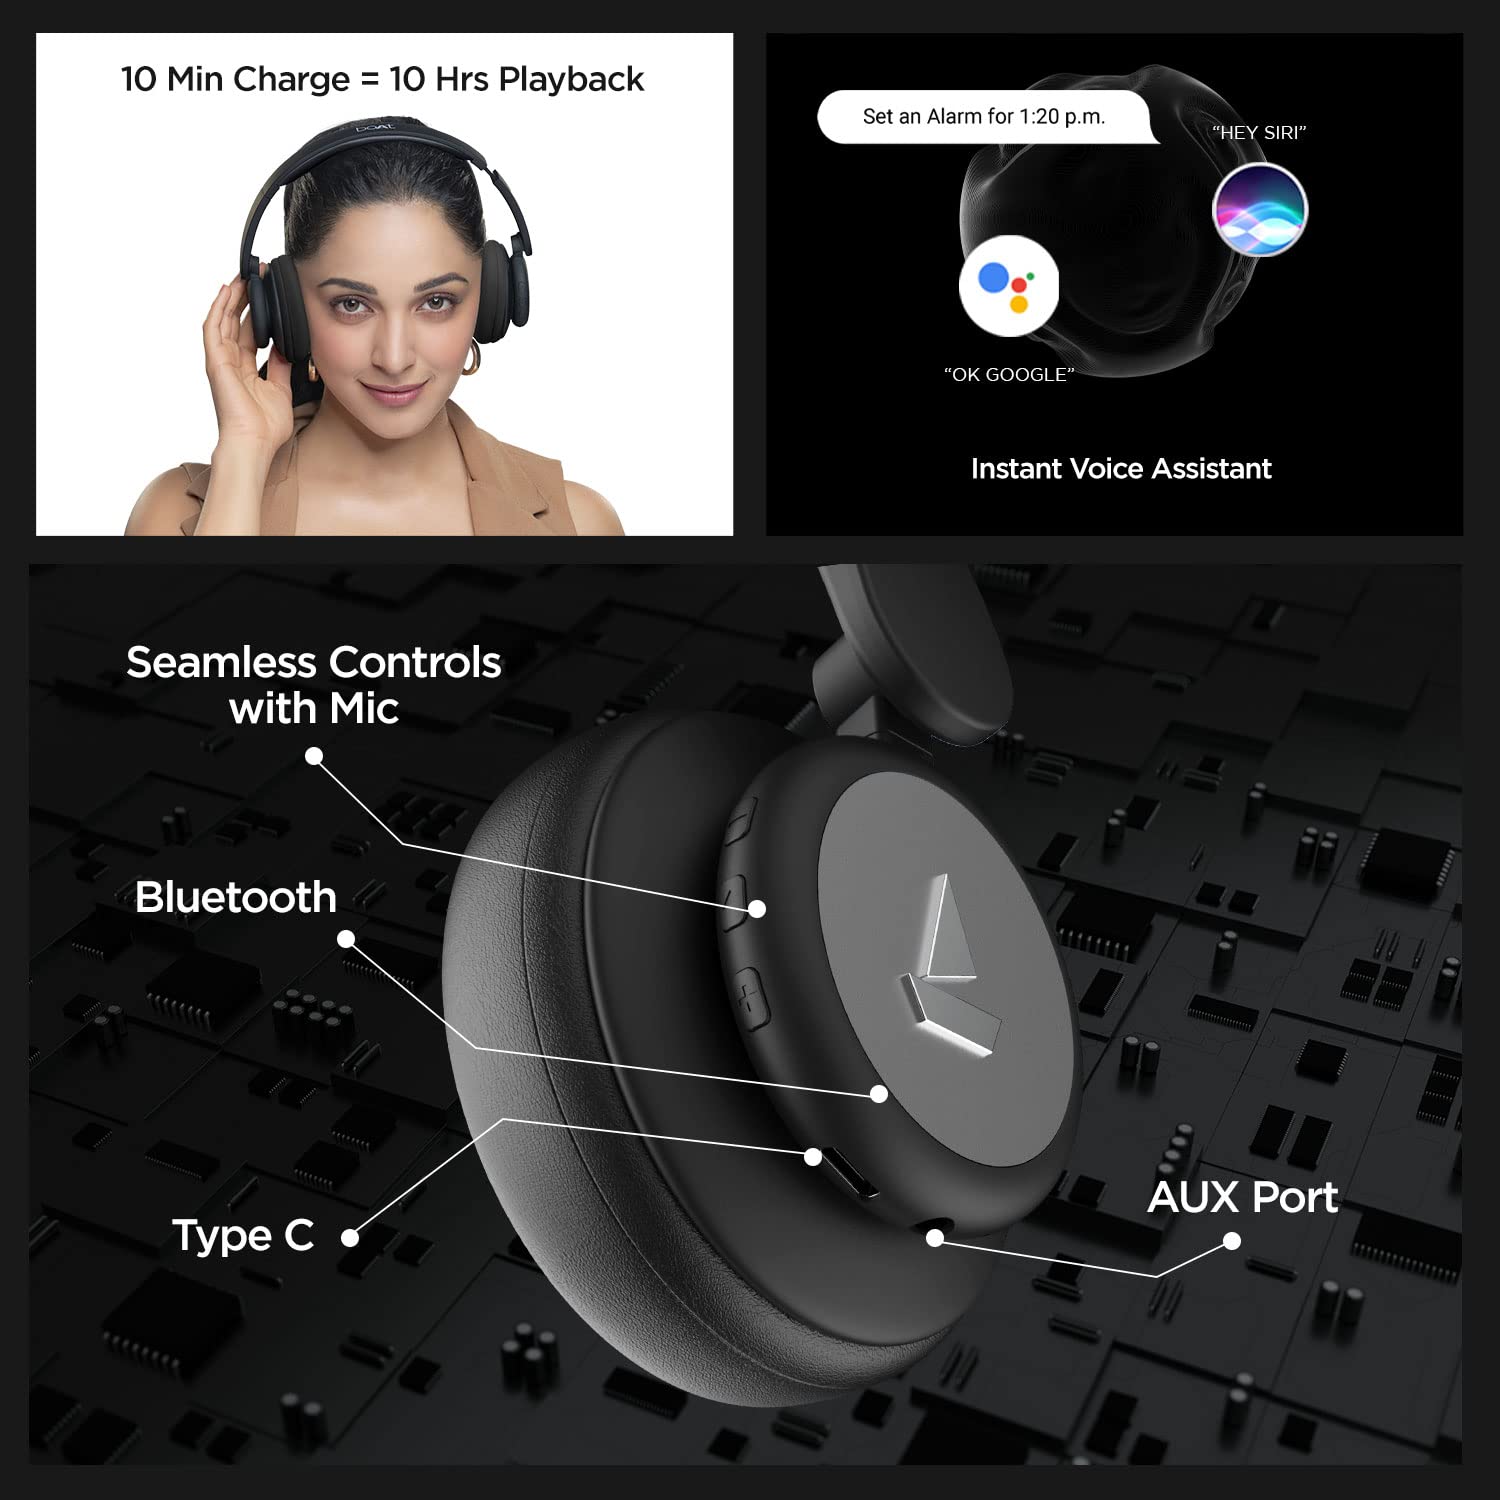 10 Min Charge = 10 Hrs Playback
boAt
Set an Alarm for 1:20 p.m.
“HEY SIRI”
“OK GOOGLE”
Instant Voice Assistant
Seamless Controls
with Mic
Bluetooth
Type C
AUX Port